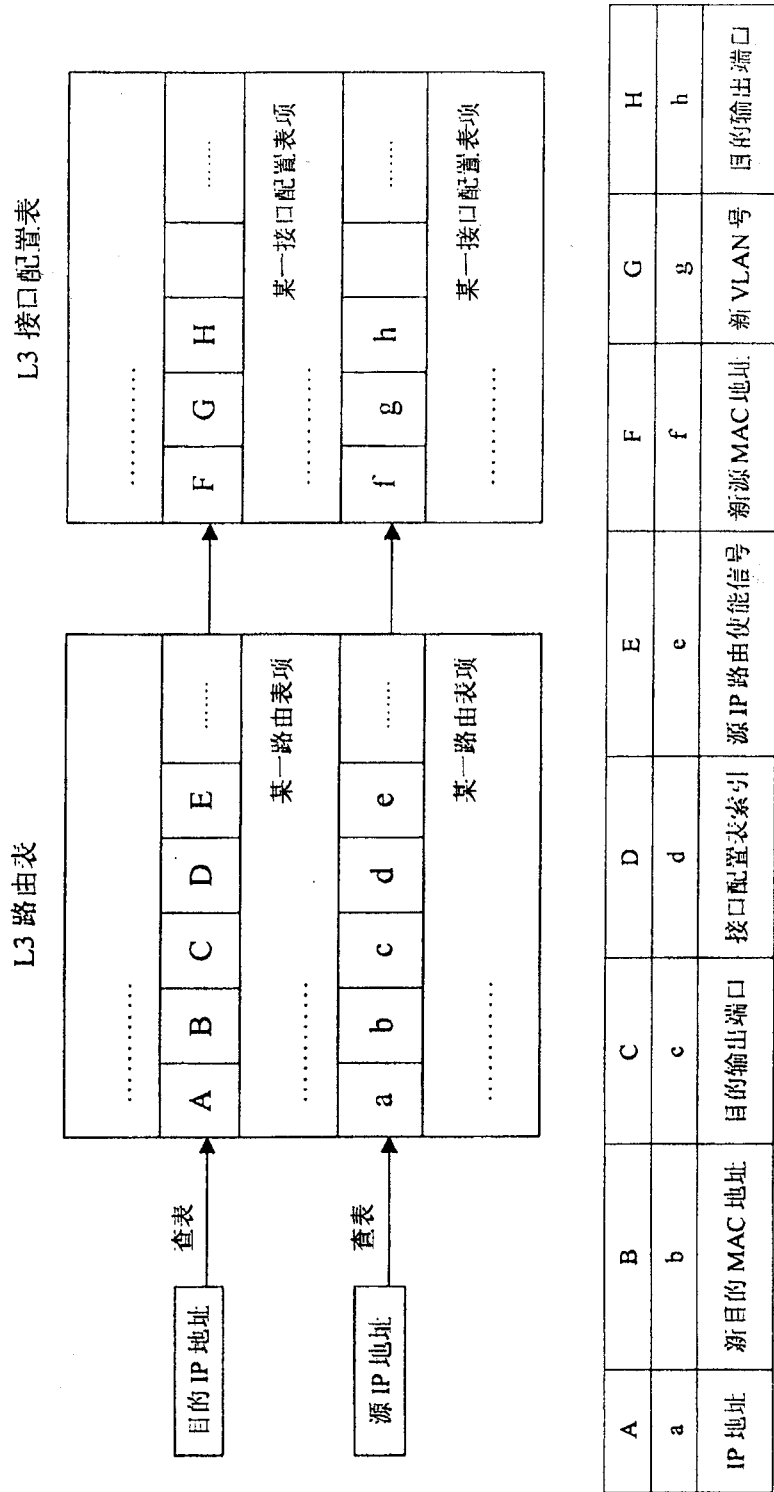 L3 路由表
L3 接口配置表
目的 IP 地址
查表
…………
A B C D E ……
某一路由表项
…………
源 IP 地址
查表
a b c d e ……
某一路由表项
…………
…………
F G H ……
某一接口配置表项
…………
f g h ……
某一接口配置表项
…………
A B C D E F G H
a b c d e f g h
IP 地址 新目的 MAC 地址 目的输出端口 接口配置表索引 源 IP 路由使能信号 新源 MAC 地址 新 VLAN 号 目的输出端口